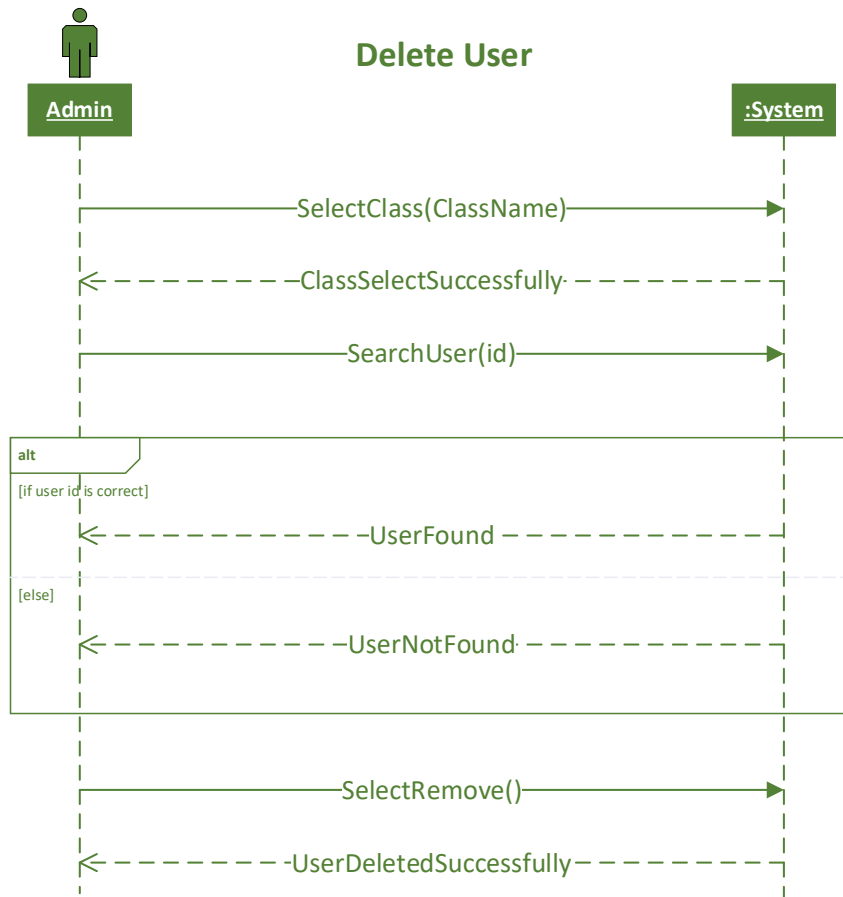 Delete User
Admin
:System
SelectClass(ClassName)
ClassSelectSuccessfully
SearchUser(id)
alt
[if user id is correct]
UserFound
[else]
UserNotFound
SelectRemove()
UserDeletedSuccessfully